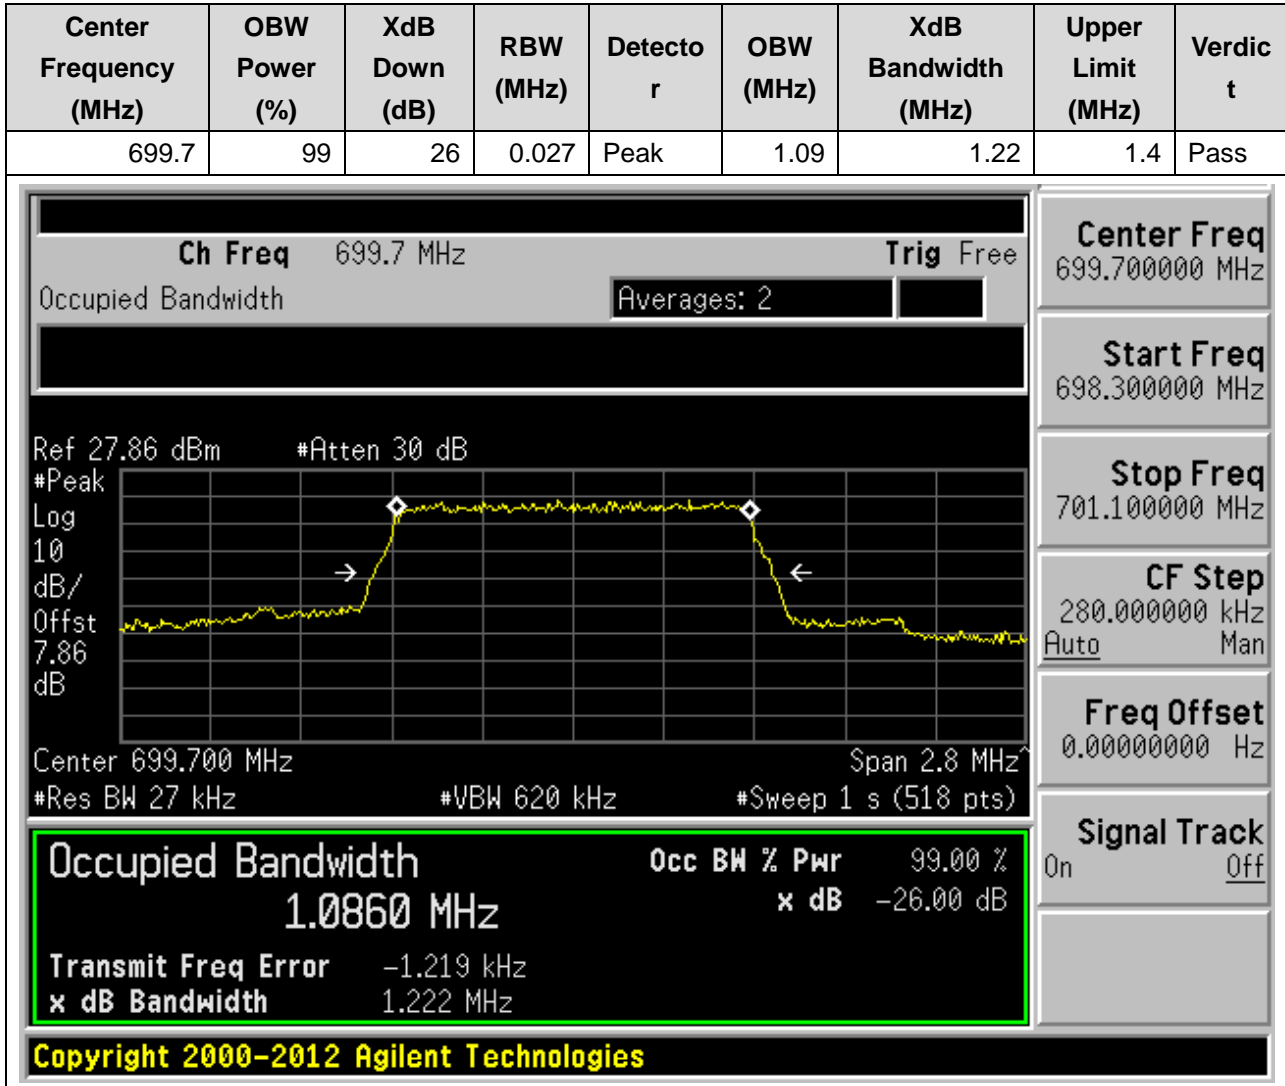 Center Frequency (MHz) OBW Power (%) XdB Down (dB) RBW (MHz) Detecto r OBW (MHz) XdB Bandwidth (MHz) Upper Limit (MHz) Verdic t
699.7 99 26 0.027 Peak 1.09 1.22 1.4 Pass
Ch Freq 699.7 MHz Trig Free
Occupied Bandwidth Averages: 2
Ref 27.86 dBm #Atten 30 dB
#Peak
Log
10
dB/
Offst
7.86
dB
Center 699.700 MHz Span 2.8 MHz^
#Res BW 27 kHz #VBW 620 kHz #Sweep 1 s (518 pts)
Occupied Bandwidth Occ BW % Pwr 99.00 %
1.0860 MHz x dB -26.00 dB
Transmit Freq Error -1.219 kHz
x dB Bandwidth 1.222 MHz
Copyright 2000-2012 Agilent Technologies
Center Freq
699.700000 MHz
Start Freq
698.300000 MHz
Stop Freq
701.100000 MHz
CF Step
280.000000 kHz
Auto Man
Freq Offset
0.00000000 Hz
Signal Track
On Off